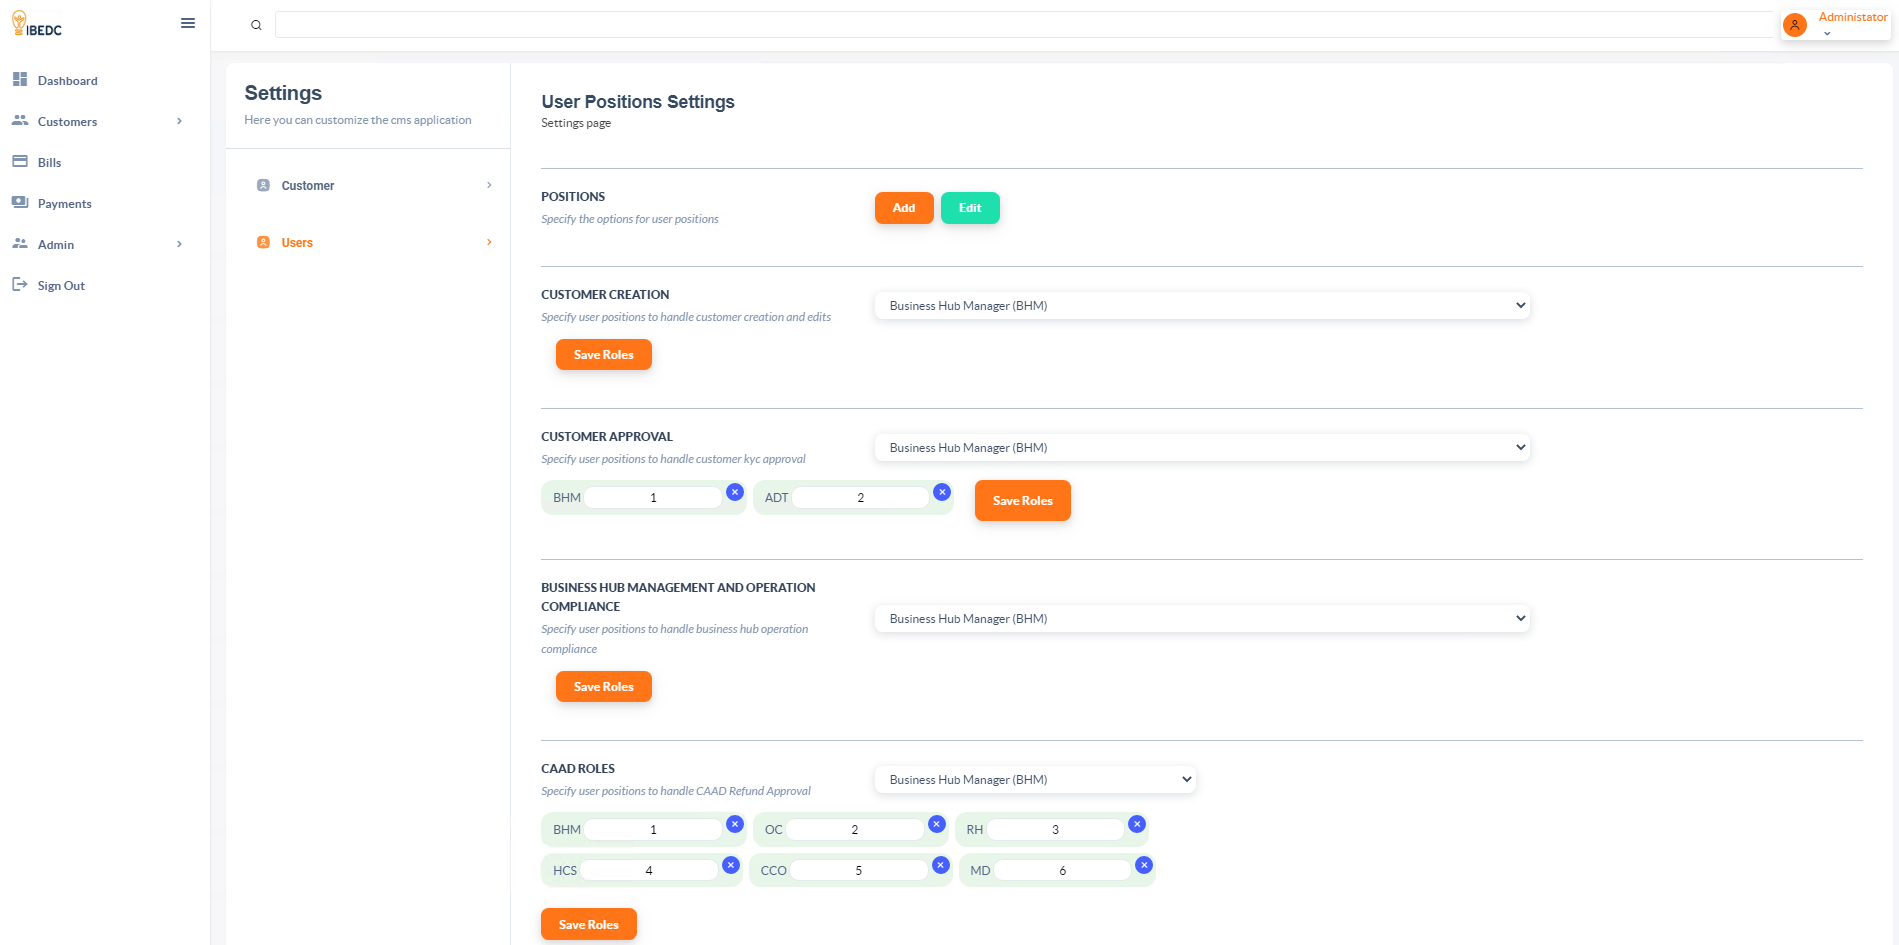 IBEDC
Administator
Dashboard
Customers
Bills
Payments
Admin
Sign Out
Settings
Here you can customize the cms application
Customer
Users
User Positions Settings
Settings page
POSITIONS
Specify the options for user positions
Add
Edit
CUSTOMER CREATION
Specify user positions to handle customer creation and edits
Business Hub Manager (BHM)
Save Roles
CUSTOMER APPROVAL
Specify user positions to handle customer kyc approval
Business Hub Manager (BHM)
BHM 1
ADT 2
Save Roles
BUSINESS HUB MANAGEMENT AND OPERATION
COMPLIANCE
Specify user positions to handle business hub operation
compliance
Business Hub Manager (BHM)
Save Roles
CAAD ROLES
Specify user positions to handle CAAD Refund Approval
Business Hub Manager (BHM)
BHM 1
OC 2
RH 3
HCS 4
CCO 5
MD 6
Save Roles